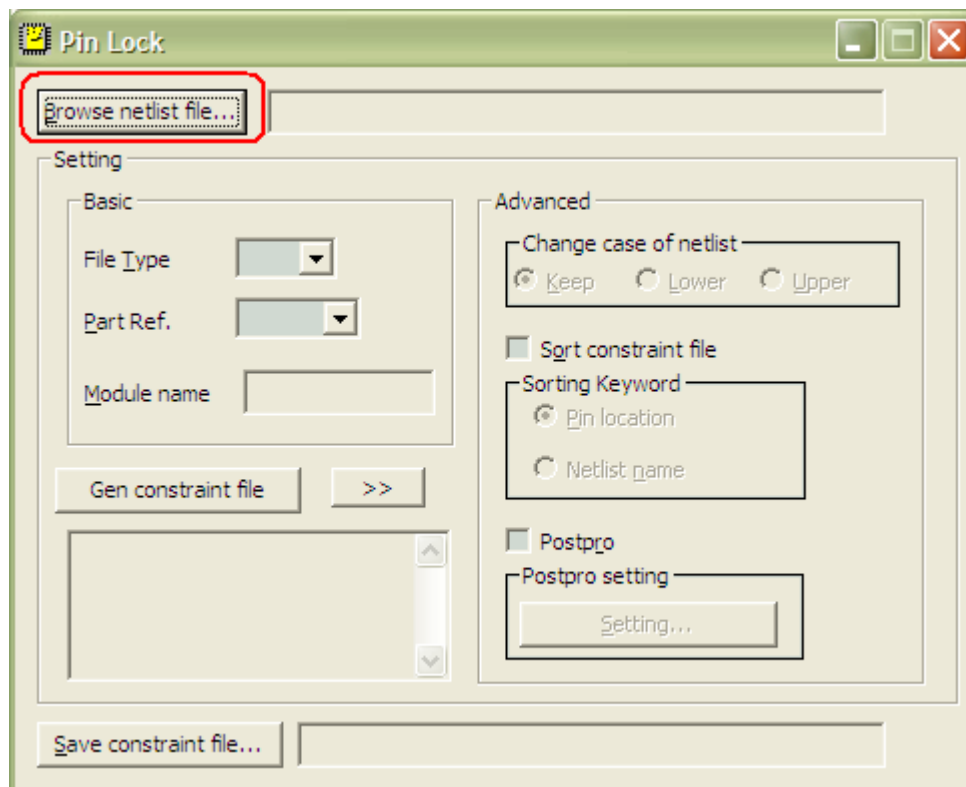 Pin Lock
Browse netlist file...
Setting
Basic
File Type
Part Ref.
Module name
Gen constraint file >>
Advanced
Change case of netlist
Keep Lower Upper
Sort constraint file
Sorting Keyword
Pin location
Netlist name
Postpro
Postpro setting
Setting...
Save constraint file...